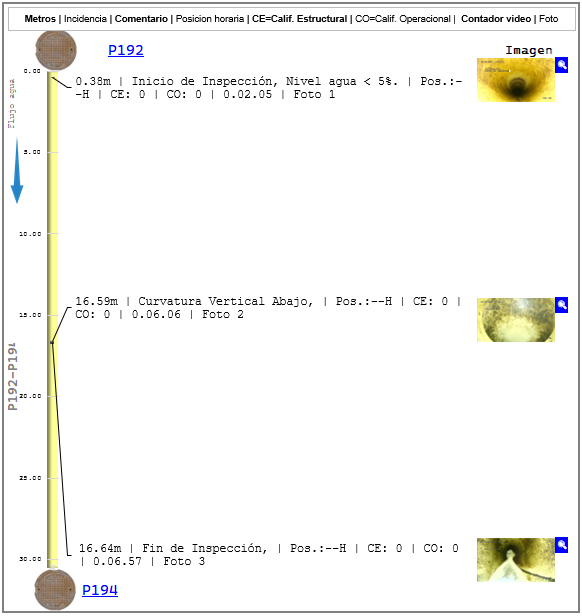 Metros | Incidencia | Comentario | Posicion horaria | CE=Calif. Estructural | CO=Calif. Operacional | Contador video | Foto
P192
Imagen
0.00
0.38m | Inicio de Inspección, Nivel agua < 5%. | Pos.:-
-H | CE: 0 | CO: 0 | 0.02.05 | Foto 1
Flujo agua
5.00
10.00
16.59m | Curvatura Vertical Abajo, | Pos.:--H | CE: 0 |
CO: 0 | 0.06.06 | Foto 2
15.00
P192-P194
20.00
25.00
16.64m | Fin de Inspección, | Pos.:--H | CE: 0 | CO: 0
| 0.06.57 | Foto 3
30.00
P194